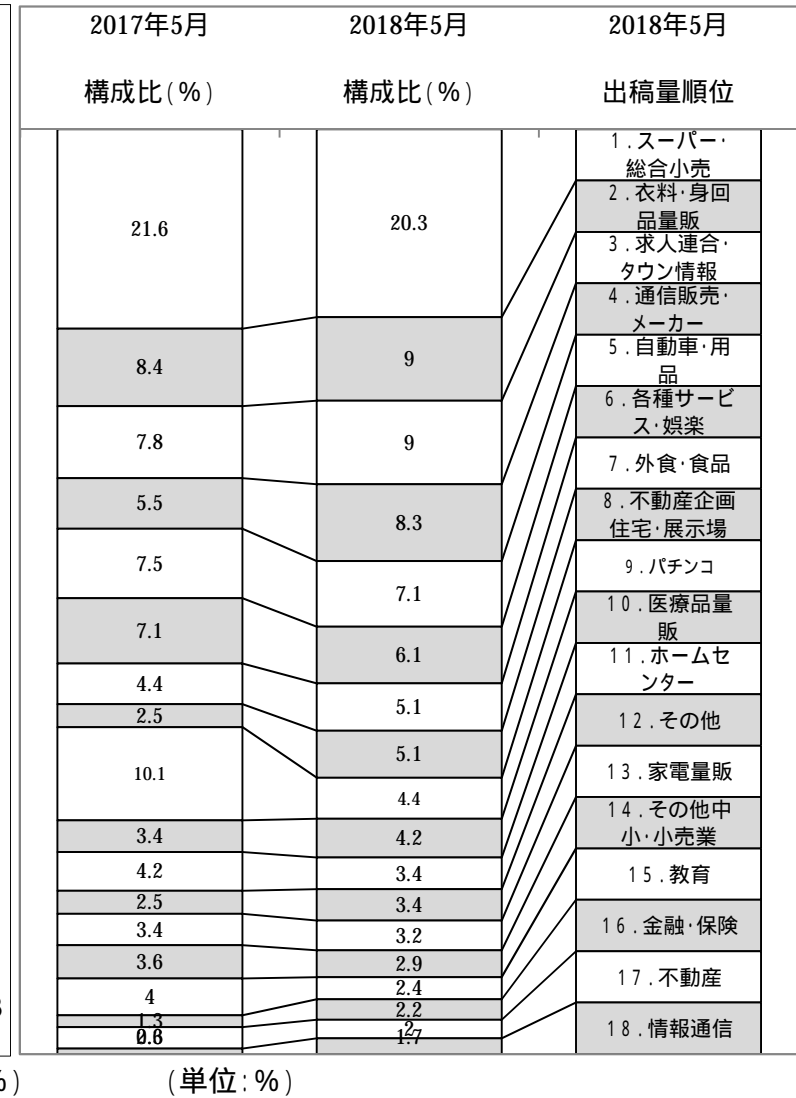 2017年5月 2018年5月 2018年5月
構成比(%) 構成比(%) 出稿量順位
21.6
8.4
7.8
5.5
7.5
7.1
4.4
2.5
10.1
3.4
4.2
2.5
3.4
3.6
4
1.3
20.3
9
9
8.3
7.1
6.1
5.1
5.1
4.4
4.2
3.4
3.4
3.2
2.9
2.4
2.2
2
1.7
1.スーパー・
総合小売
2.衣料・身回
品量販
3.求人連合・
タウン情報
4.通信販売・
メーカー
5.自動車・用
品
6.各種サービ
ス・娯楽
7.外食・食品
8.不動産企画
住宅・展示場
9.パチンコ
10.医療品量
販
11.ホームセ
ンター
12.その他
13.家電量販
14.その他中
小・小売業
15.教育
16.金融・保険
17.不動産
18.情報通信
%) (単位:%)